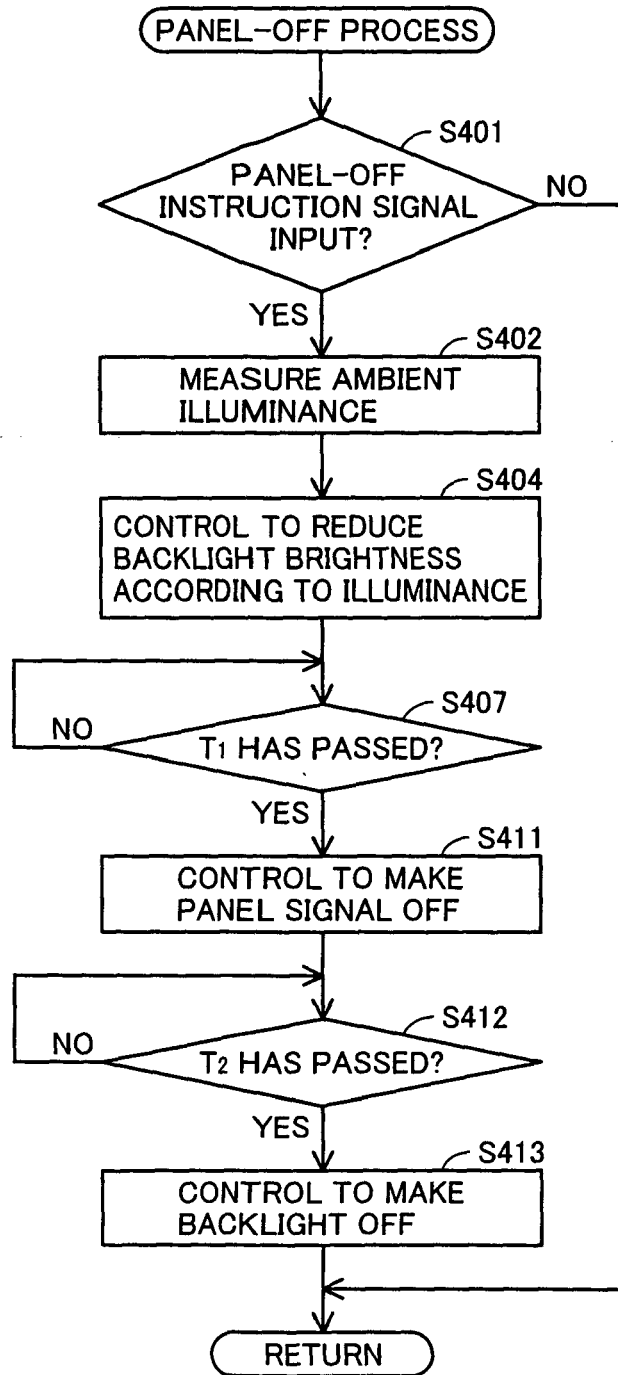 PANEL-OFF PROCESS
S401
PANEL-OFF
INSTRUCTION SIGNAL
INPUT?
NO
YES
S402
MEASURE AMBIENT
ILLUMINANCE
S404
CONTROL TO REDUCE
BACKLIGHT BRIGHTNESS
ACCORDING TO ILLUMINANCE
S407
NO
T1 HAS PASSED?
YES
S411
CONTROL TO MAKE
PANEL SIGNAL OFF
S412
NO
T2 HAS PASSED?
YES
S413
CONTROL TO MAKE
BACKLIGHT OFF
RETURN